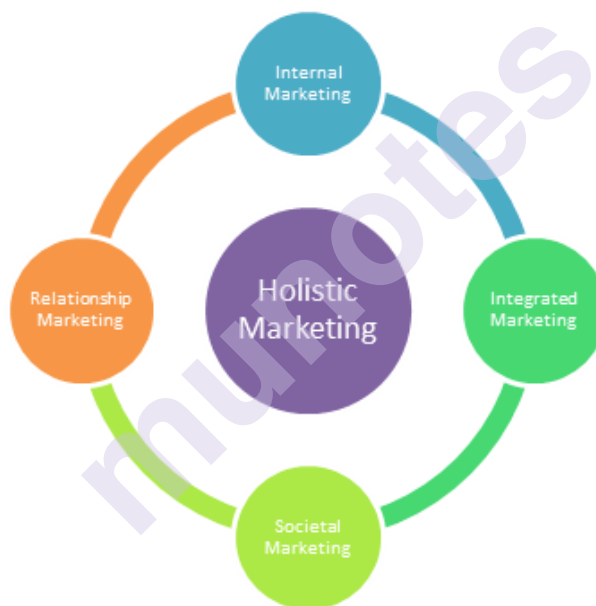 Internal
Marketing
Relationship
Marketing
Holistic
Marketing
Integrated
Marketing
Societal
Marketing
munotes